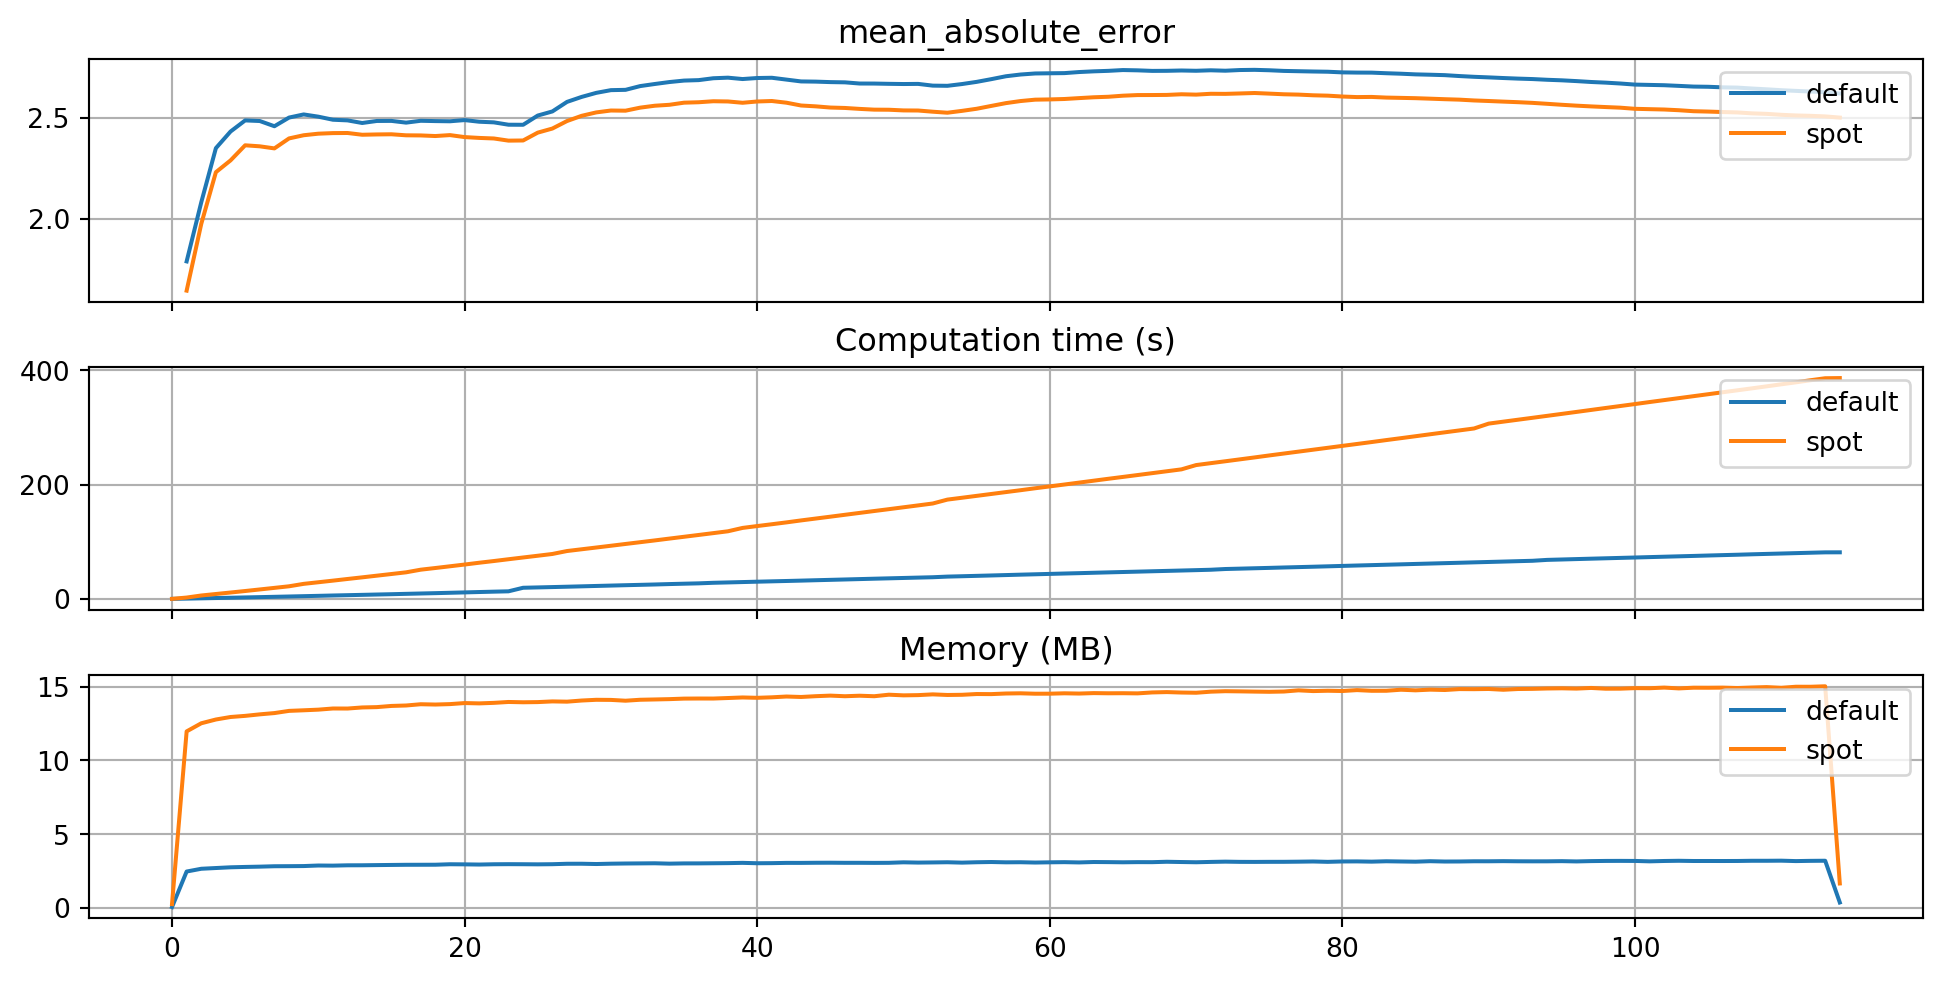 mean_absolute_error
2.5
2.0
default
spot
Computation time (s)
400
200
0
default
spot
Memory (MB)
15
10
5
0
default
spot
0 20 40 60 80 100